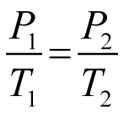 P₁/T₁ = P₂/T₂